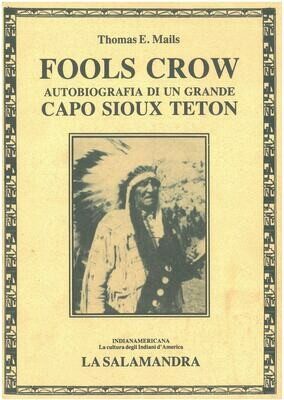 Thomas E. Mails
FOOLS CROW
AUTOBIOGRAFIA DI UN GRANDE
CAPO SIOUX TETON
INDIANAMERICANA
La cultura degli Indiani d'America
LA SALAMANDRA